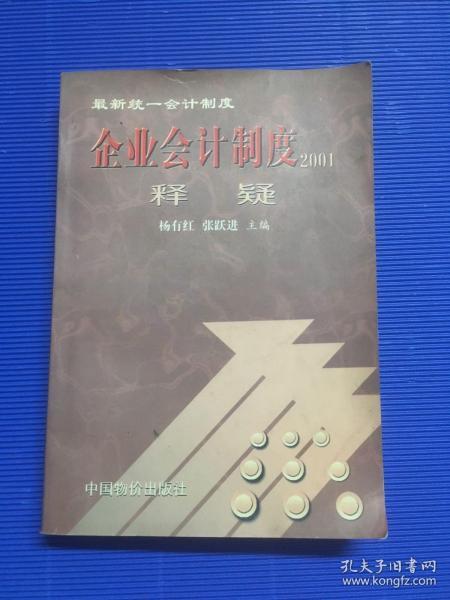 最新统一会计制度
企业会计制度2001
释 疑
杨有红 张跃进 主编
中国物价出版社
孔夫子旧书网
www.kongfz.com